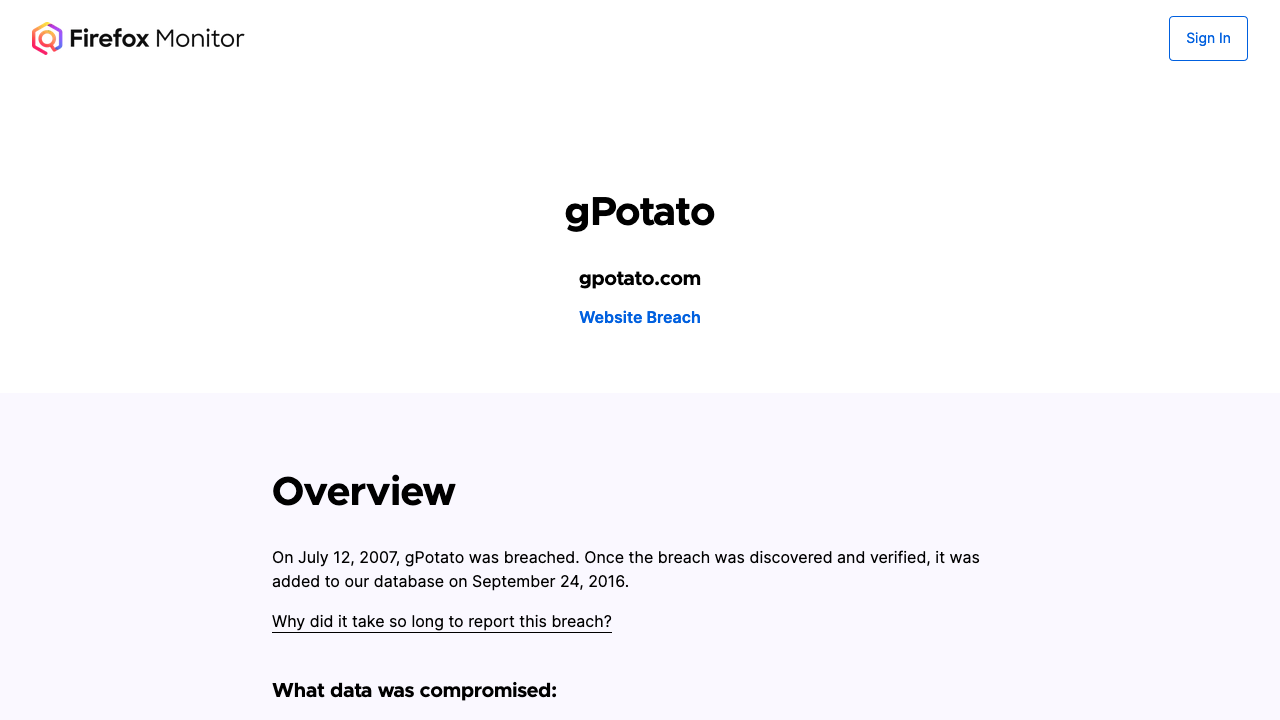 Firefox Monitor
Sign In
gPotato
gpotato.com
Website Breach
Overview
On July 12, 2007, gPotato was breached. Once the breach was discovered and verified, it was
added to our database on September 24, 2016.
Why did it take so long to report this breach?
What data was compromised: